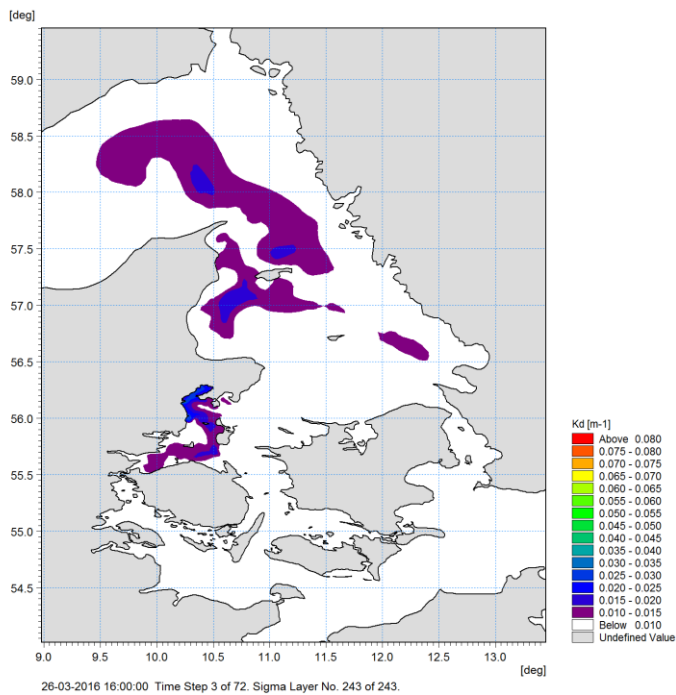 [deg]
59.0
58.5
58.0
57.5
57.0
56.5
56.0
55.5
55.0
54.5
9.0 9.5 10.0 10.5 11.0 11.5 12.0 12.5 13.0
[deg]
26-03-2016 16:00:00 Time Step 3 of 72. Sigma Layer No. 243 of 243.
Kd [m-1]
Above 0.080
0.075 - 0.080
0.070 - 0.075
0.065 - 0.070
0.060 - 0.065
0.055 - 0.060
0.050 - 0.055
0.045 - 0.050
0.040 - 0.045
0.035 - 0.040
0.030 - 0.035
0.025 - 0.030
0.020 - 0.025
0.015 - 0.020
0.010 - 0.015
Below 0.010
Undefined Value